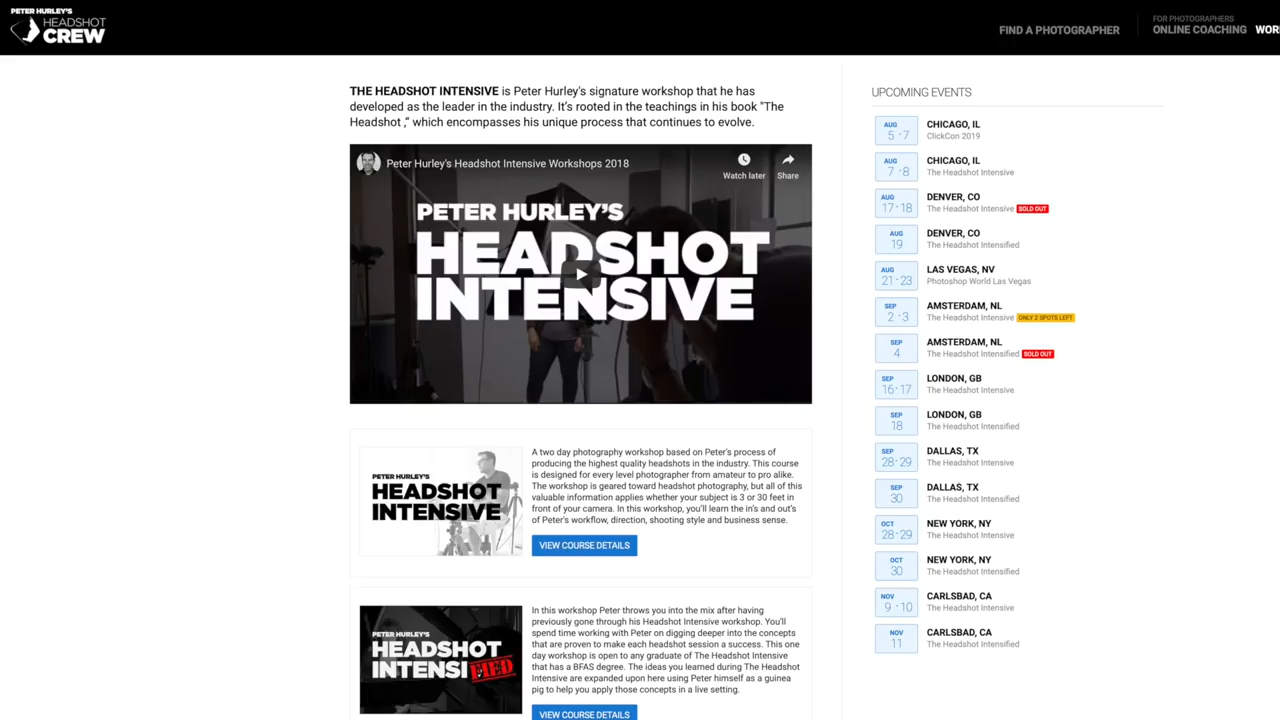 PETER HURLEY'S
HEADSHOT
CREW
FIND A PHOTOGRAPHER
FOR PHOTOGRAPHERS
ONLINE COACHING
WOR
THE HEADSHOT INTENSIVE is Peter Hurley's signature workshop that he has
developed as the leader in the industry. It's rooted in the teachings in his book "The
Headshot ," which encompasses his unique process that continues to evolve.
Peter Hurley's Headshot Intensive Workshops 2018
Watch later
Share
PETER HURLEY'S
HEADSHOT
INTENSIVE
PETER HURLEY'S
HEADSHOT
INTENSIVE
A two day photography workshop based on Peter's process of
producing the highest quality headshots in the industry. This course
is designed for every level photographer from amateur to pro alike.
The workshop is geared toward headshot photography, but all of this
valuable information applies whether your subject is 3 or 30 feet in
front of your camera. In this workshop, you'll learn the in's and out's
of Peter's workflow, direction, shooting style and business sense.
VIEW COURSE DETAILS
PETER HURLEY'S
HEADSHOT
INTENSIFIED
In this workshop Peter throws you into the mix after having
previously gone through his Headshot Intensive workshop. You'll
spend time working with Peter on digging deeper into the concepts
that are proven to make each headshot session a success. This one
day workshop is open to any graduate of The Headshot Intensive
that has a BFAS degree. The ideas you learned during The Headshot
Intensive are expanded upon here using Peter himself as a guinea
pig to help you apply those concepts in a live setting.
VIEW COURSE DETAILS
UPCOMING EVENTS
AUG
5 - 7
CHICAGO, IL
ClickCon 2019
AUG
7 - 8
CHICAGO, IL
The Headshot Intensive
AUG
17 - 18
DENVER, CO
The Headshot Intensive SOLD OUT
AUG
19
DENVER, CO
The Headshot Intensified
AUG
21 - 23
LAS VEGAS, NV
Photoshop World Las Vegas
SEP
2 - 3
AMSTERDAM, NL
The Headshot Intensive ONLY 2 SPOTS LEFT
SEP
4
AMSTERDAM, NL
The Headshot Intensified SOLD OUT
SEP
16 - 17
LONDON, GB
The Headshot Intensive
SEP
18
LONDON, GB
The Headshot Intensified
SEP
28 - 29
DALLAS, TX
The Headshot Intensive
SEP
30
DALLAS, TX
The Headshot Intensified
OCT
28 - 29
NEW YORK, NY
The Headshot Intensive
OCT
30
NEW YORK, NY
The Headshot Intensified
NOV
9 - 10
CARLSBAD, CA
The Headshot Intensive
NOV
11
CARLSBAD, CA
The Headshot Intensified